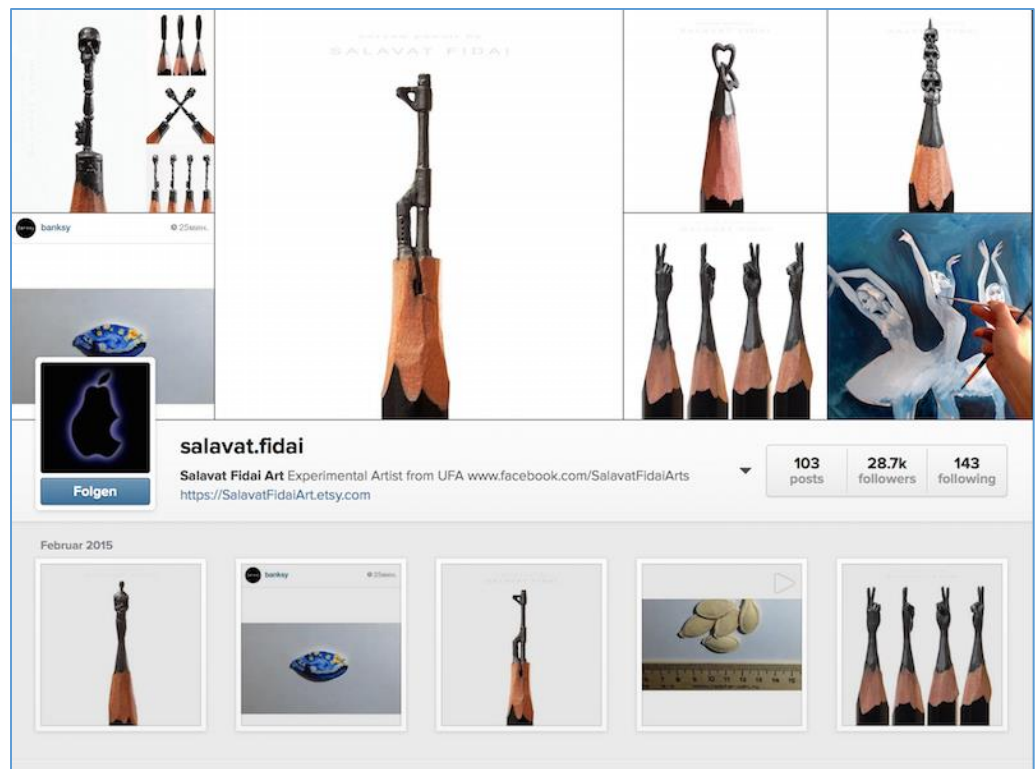 SALAVAT FIDAI
banksy 25мин.
salavat.fidai
Salavat Fidai Art Experimental Artist from UFA www.facebook.com/SalavatFidaiArts
https://SalavatFidaiArt.etsy.com
Folgen
103 posts
28.7k followers
143 following
Februar 2015
banksy